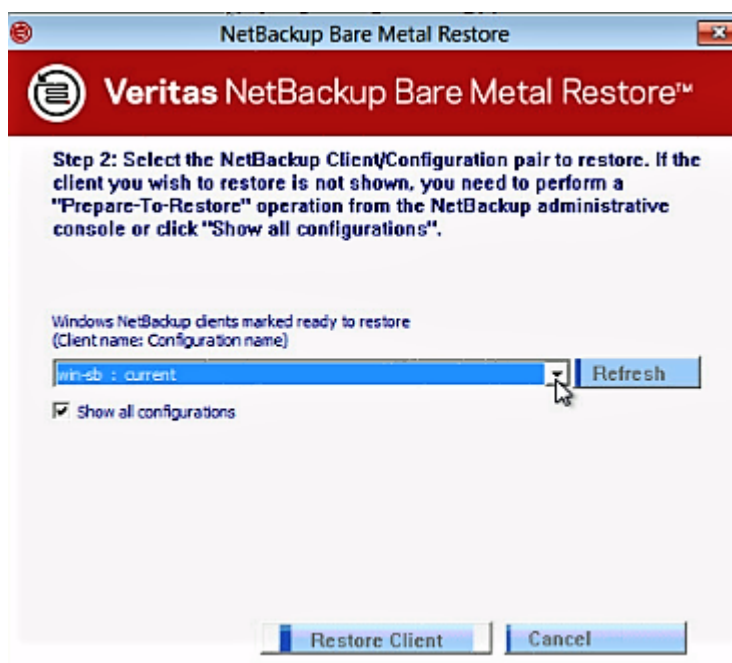 NetBackup Bare Metal Restore
Veritas NetBackup Bare Metal Restore™
Step 2: Select the NetBackup Client/Configuration pair to restore. If the
client you wish to restore is not shown, you need to perform a
"Prepare-To-Restore" operation from the NetBackup administrative
console or click "Show all configurations".
Windows NetBackup clients marked ready to restore
(Client name: Configuration name)
win-sb : current
Refresh
Show all configurations
Restore Client
Cancel